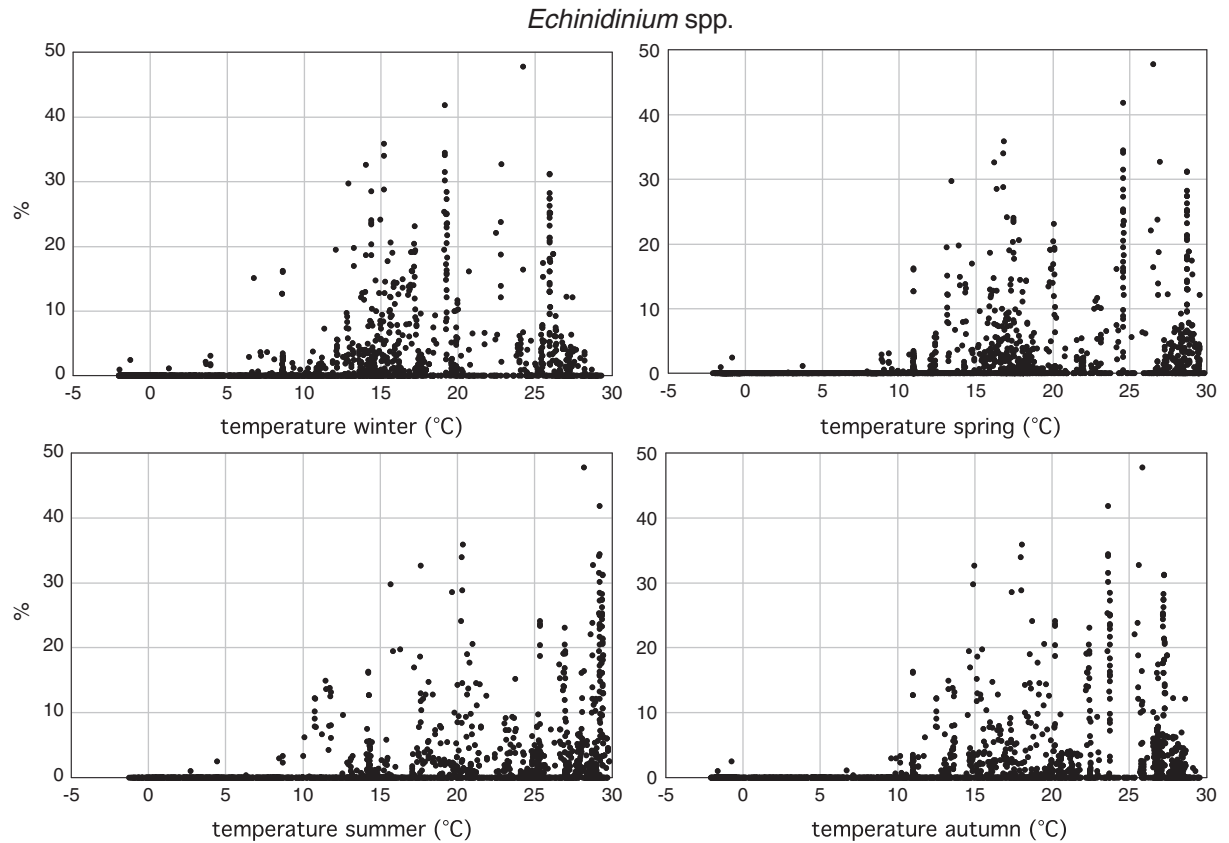 Echinidinium spp.
50
40
30
20
10
0
%
-5 0 5 10 15 20 25 30
temperature winter (°C)
50
40
30
20
10
0
-5 0 5 10 15 20 25 30
temperature spring (°C)
50
40
30
20
10
0
%
-5 0 5 10 15 20 25 30
temperature summer (°C)
50
40
30
20
10
0
-5 0 5 10 15 20 25 30
temperature autumn (°C)